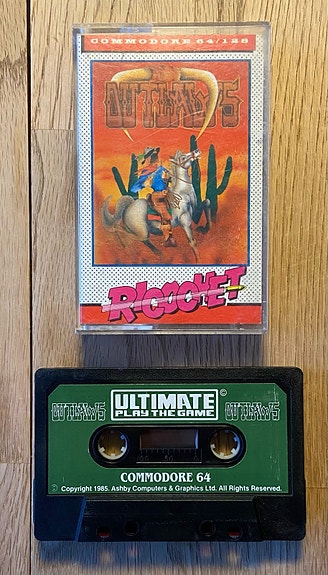 COMMODORE 64/128
OUTLAWS
RICOCHET
OUTLAWS
ULTIMATE
PLAY THE GAME
©
OUTLAWS
COMMODORE 64
© Copyright 1985. Ashby Computers & Graphics Ltd. All Rights Reserved.